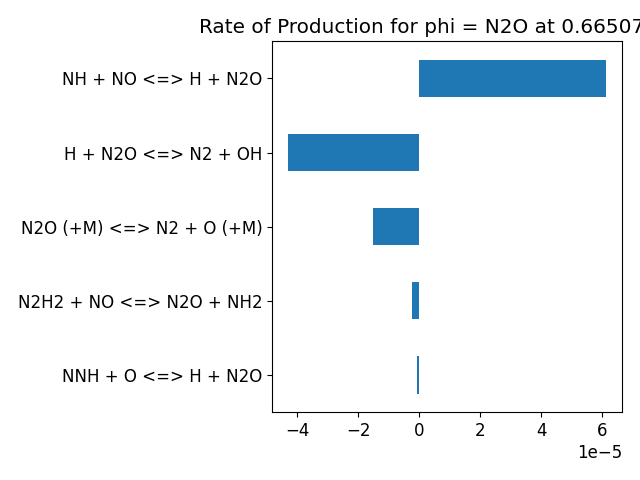 Rate of Production for phi = N2O at 0.66507
NH + NO <=> H + N2O
H + N2O <=> N2 + OH
N2O (+M) <=> N2 + O (+M)
N2H2 + NO <=> N2O + NH2
NNH + O <=> H + N2O
−4 −2 0 2 4 6
1e−5